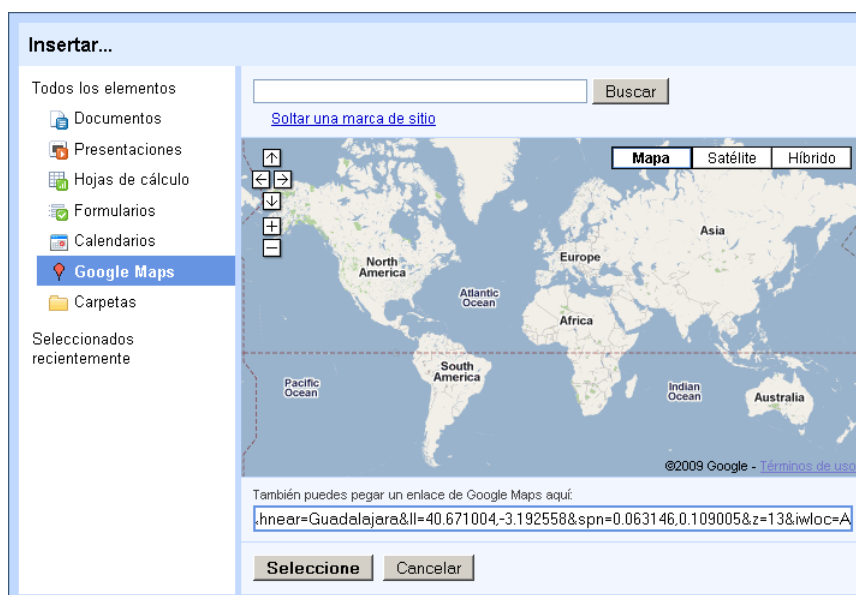 Insertar...
Todos los elementos
Documentos
Presentaciones
Hojas de cálculo
Formularios
Calendarios
Google Maps
Carpetas
Seleccionados
recientemente
Buscar
Soltar una marca de sitio
Mapa
Satélite
Híbrido
North
America
Atlantic
Ocean
Europe
Asia
Africa
South
America
Pacific
Ocean
Indian
Ocean
Australia
©2009 Google - Términos de uso
También puedes pegar un enlace de Google Maps aquí:
hnear=Guadalajara&ll=40.671004,-3.192558&spn=0.063146,0.109005&z=13&iwloc=A
Seleccione
Cancelar